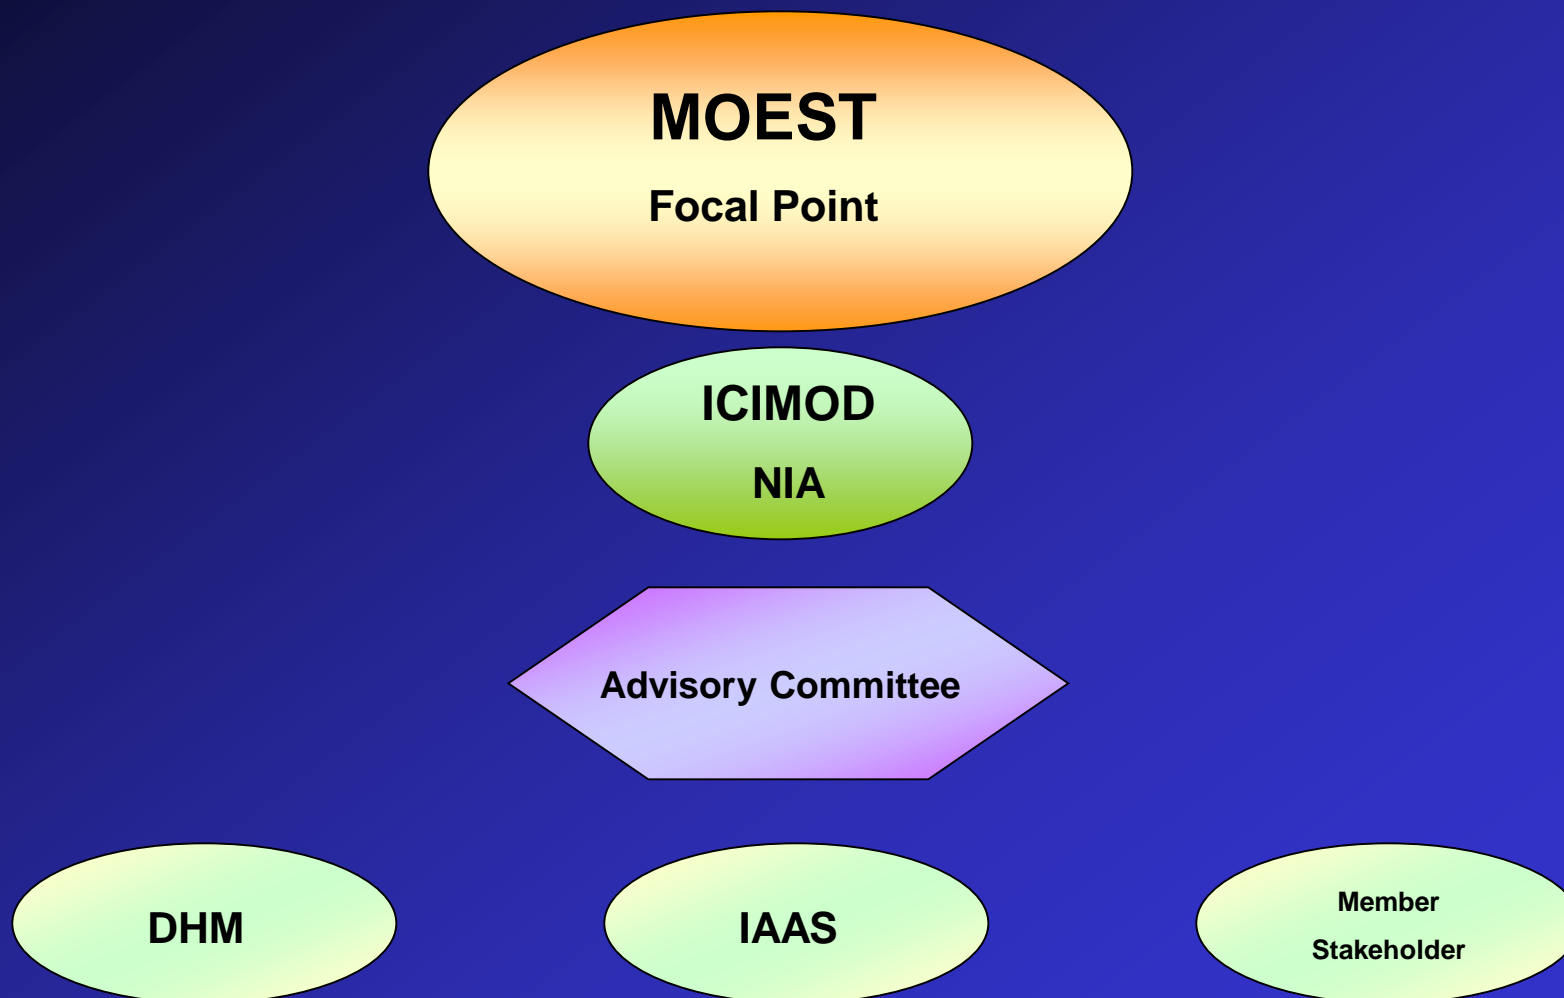 MOEST
Focal Point
ICIMOD
NIA
Advisory Committee
DHM
IAAS
Member
Stakeholder